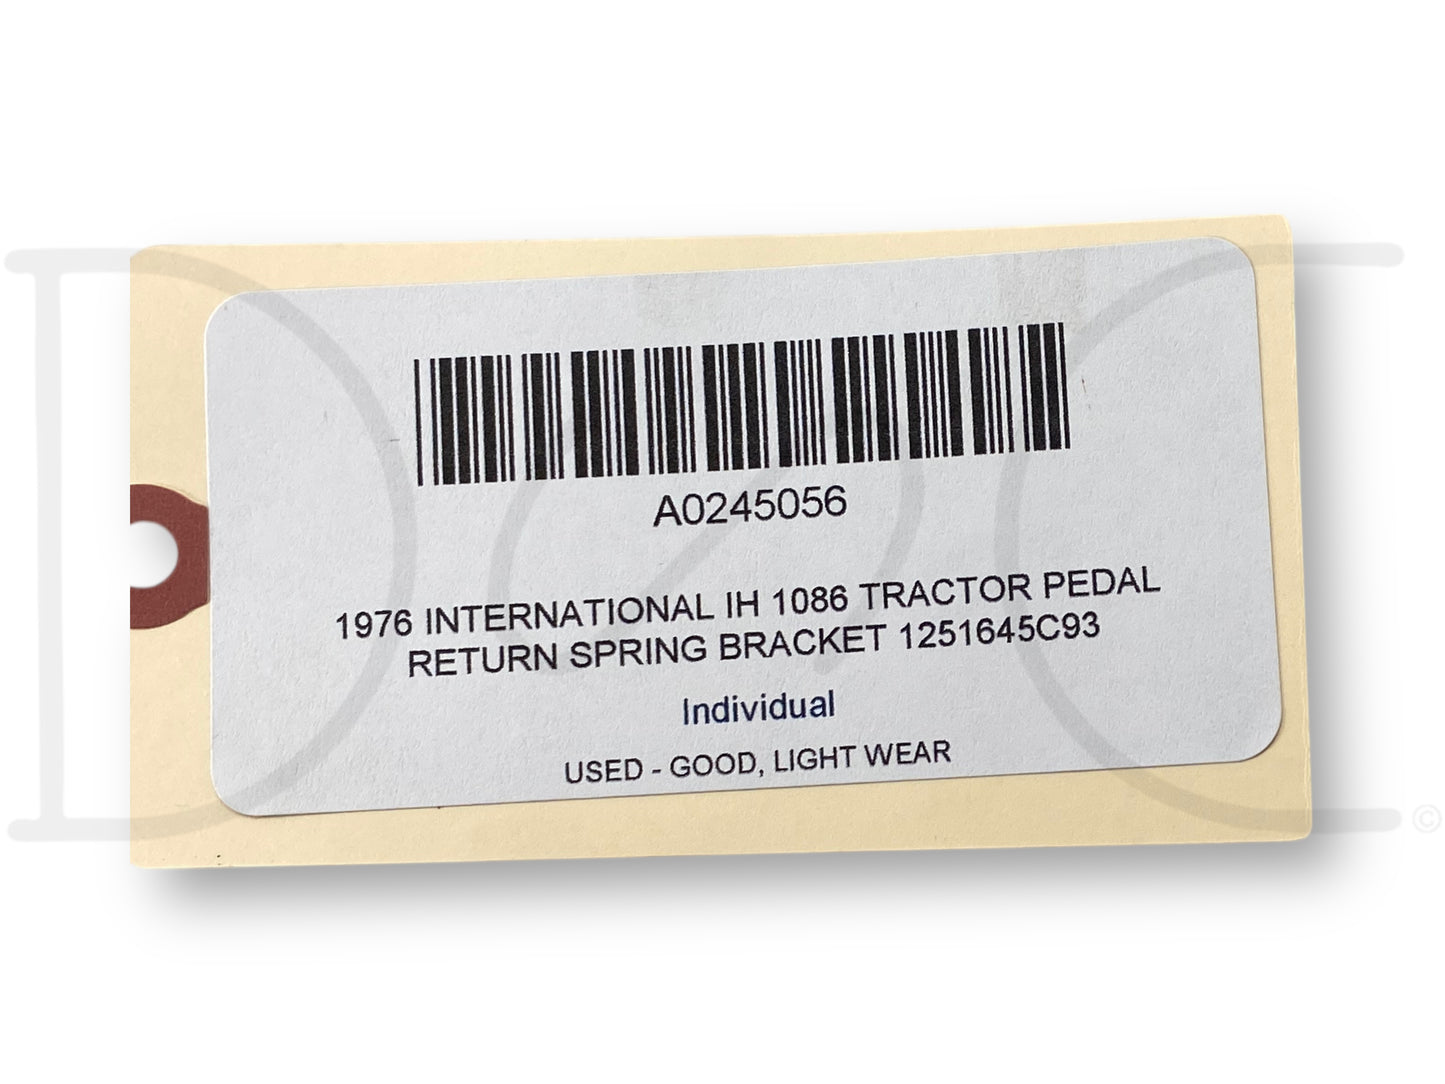 A0245056
1976 INTERNATIONAL IH 1086 TRACTOR PEDAL
RETURN SPRING BRACKET 1251645C93
Individual
USED - GOOD, LIGHT WEAR
©